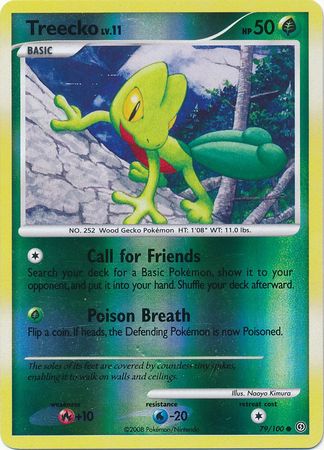 Treecko LV.11 HP 50
BASIC
NO. 252 Wood Gecko Pokémon HT: 1'08" WT: 11.0 lbs.
Call for Friends
Search your deck for a Basic Pokémon, show it to your
opponent, and put it into your hand. Shuffle your deck afterward.
Poison Breath
Flip a coin. If heads, the Defending Pokémon is now Poisoned.
The soles of its feet are covered by countless tiny spikes,
enabling it to walk on walls and ceilings.
Illus. Naoyo Kimura
weakness resistance retreat cost
+10 -20
©2008 Pokémon/Nintendo 79/100